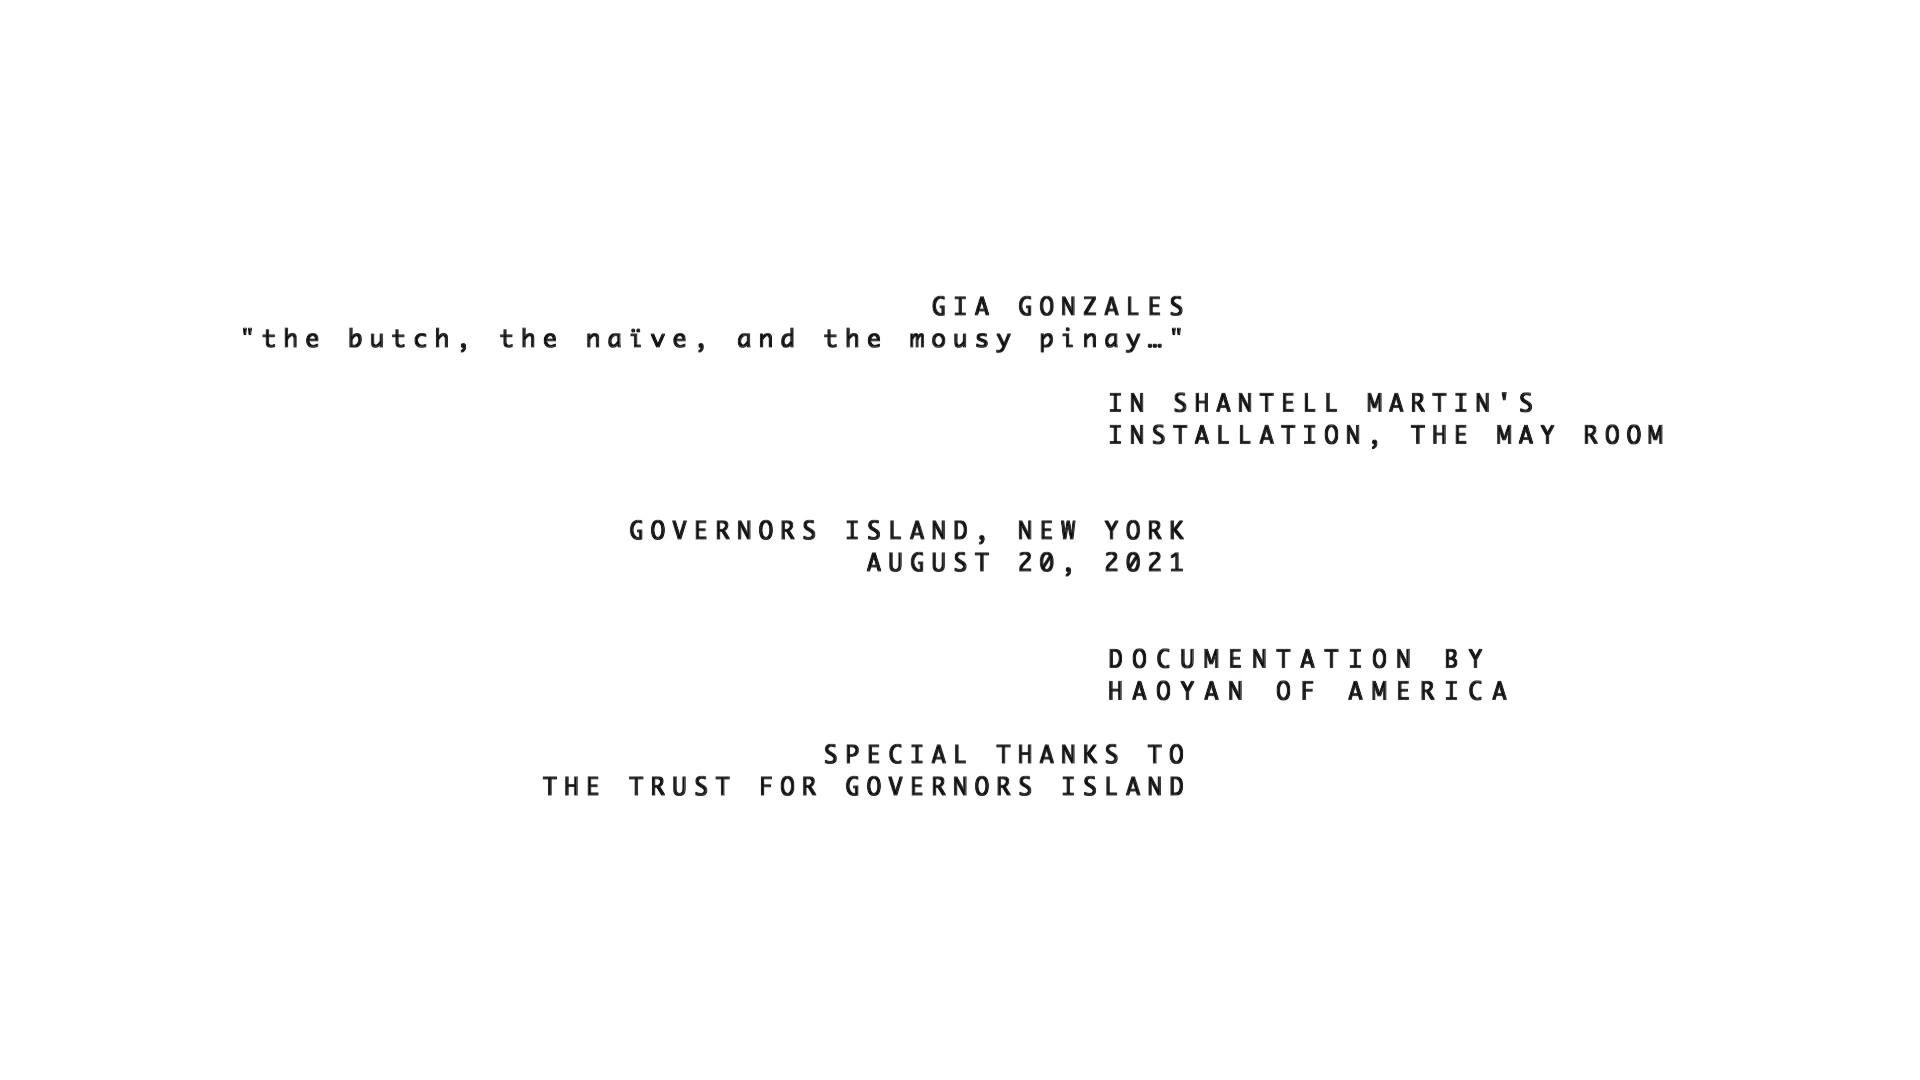 GIA GONZALES
"the butch, the naïve, and the mousy pinay…"
IN SHANTELL MARTIN'S
INSTALLATION, THE MAY ROOM
GOVERNORS ISLAND, NEW YORK
AUGUST 20, 2021
DOCUMENTATION BY
HAOYAN OF AMERICA
SPECIAL THANKS TO
THE TRUST FOR GOVERNORS ISLAND